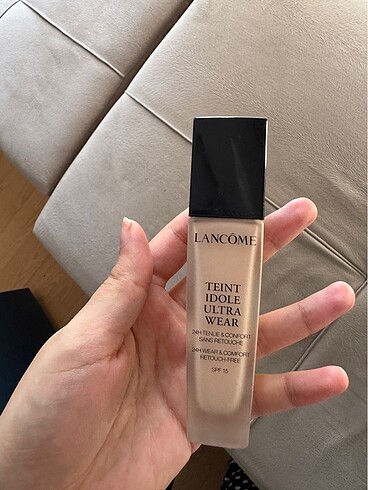 LANCÔME
TEINT
IDOLE
ULTRA
WEAR
24H TENUE & CONFORT
SANS RETOUCHE
24H WEAR & COMFORT
RETOUCH-FREE
SPF 15